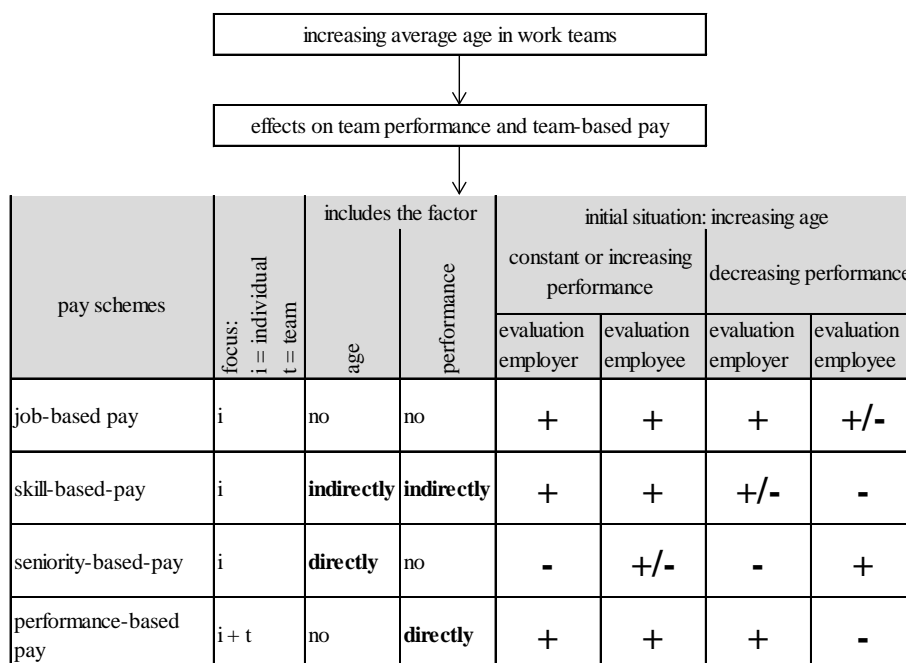 increasing average age in work teams
effects on team performance and team-based pay
pay schemes
focus:
i = individual
t = team
includes the factor
age
performance
initial situation: increasing age
constant or increasing
performance
decreasing performance
evaluation
employer
evaluation
employee
evaluation
employer
evaluation
employee
job-based pay i no no + + + +/-
skill-based-pay i indirectly indirectly + + +/- -
seniority-based-pay i directly no - +/- - +
performance-based
pay i + t no directly + + + -